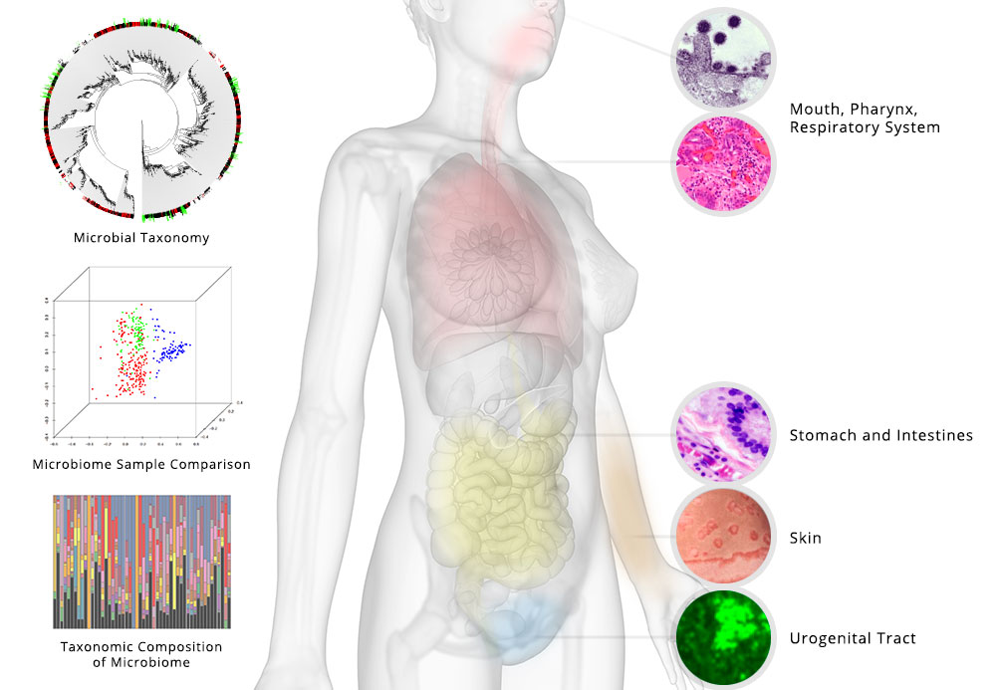 Microbial Taxonomy
Microbiome Sample Comparison
Taxonomic Composition
of Microbiome
Mouth, Pharynx,
Respiratory System
Stomach and Intestines
Skin
Urogenital Tract